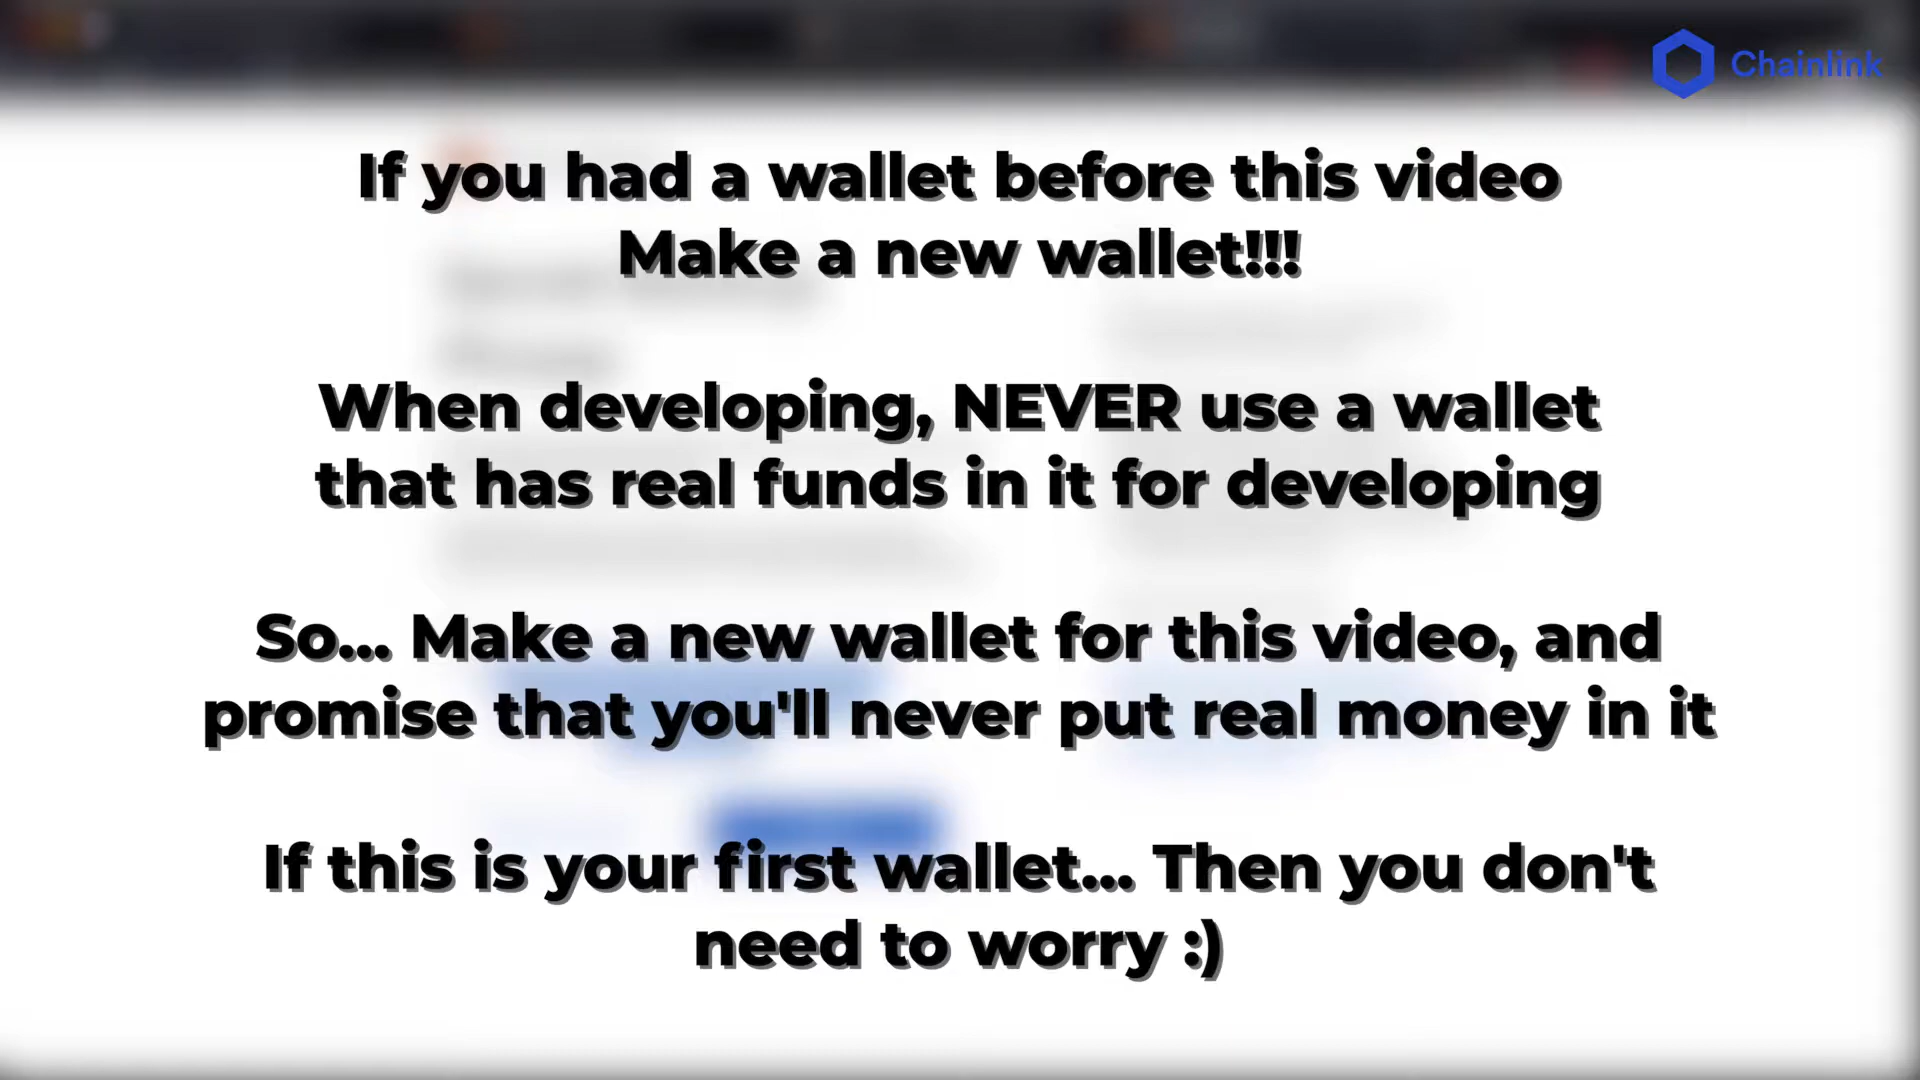 Chainlink
If you had a wallet before this video
Make a new wallet!!!
When developing, NEVER use a wallet
that has real funds in it for developing
So... Make a new wallet for this video, and
promise that you'll never put real money in it
If this is your first wallet... Then you don't
need to worry :)